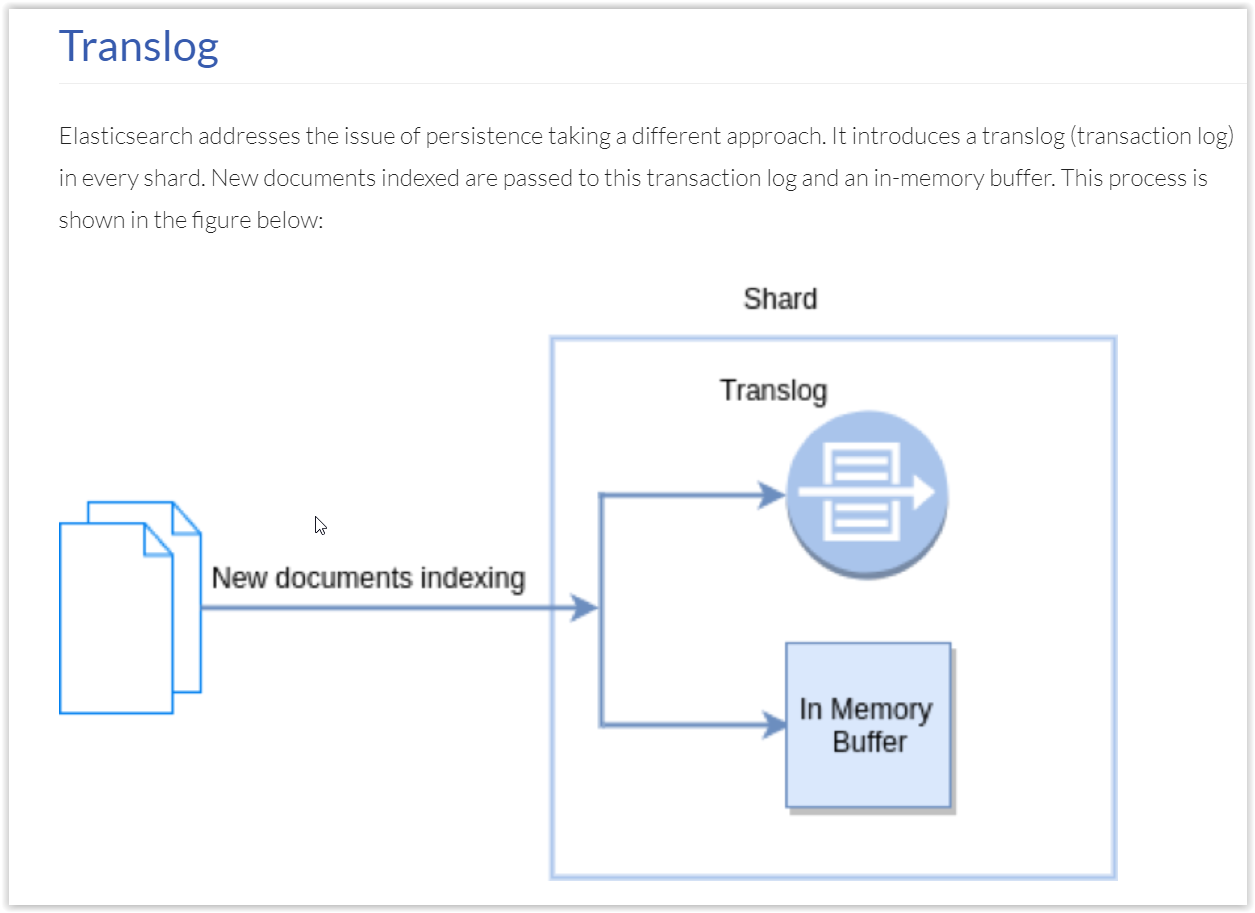 Translog
Elasticsearch addresses the issue of persistence taking a different approach. It introduces a translog (transaction log)
in every shard. New documents indexed are passed to this transaction log and an in-memory buffer. This process is
shown in the figure below:
Shard
Translog
New documents indexing
In Memory
Buffer